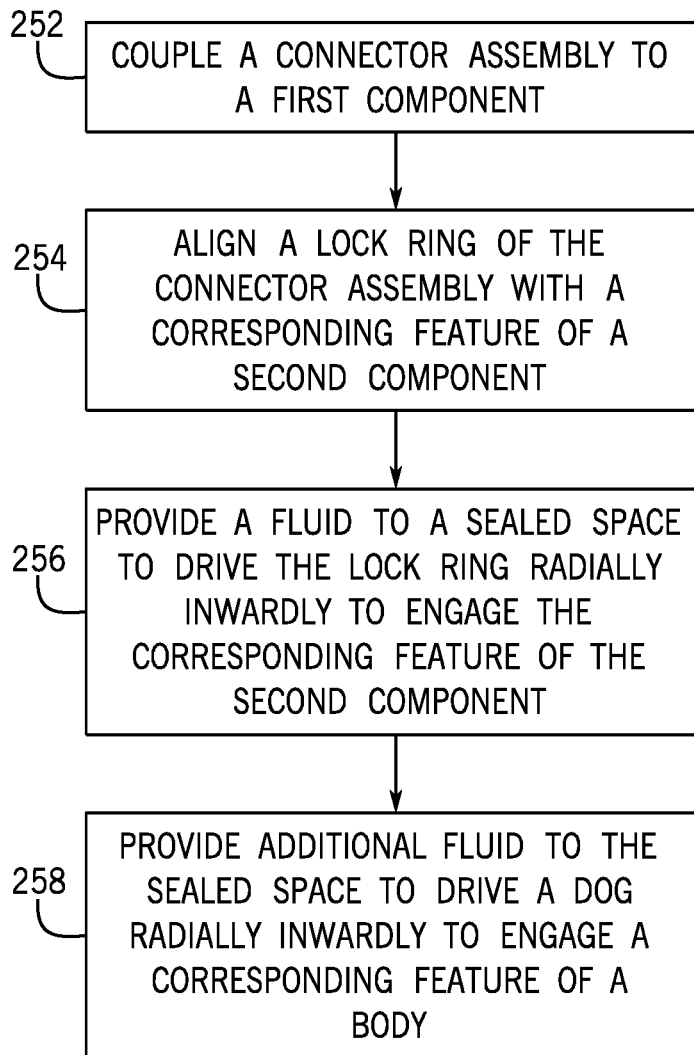 252
COUPLE A CONNECTOR ASSEMBLY TO
A FIRST COMPONENT
254
ALIGN A LOCK RING OF THE
CONNECTOR ASSEMBLY WITH A
CORRESPONDING FEATURE OF A
SECOND COMPONENT
256
PROVIDE A FLUID TO A SEALED SPACE
TO DRIVE THE LOCK RING RADIALLY
INWARDLY TO ENGAGE THE
CORRESPONDING FEATURE OF THE
SECOND COMPONENT
258
PROVIDE ADDITIONAL FLUID TO THE
SEALED SPACE TO DRIVE A DOG
RADIALLY INWARDLY TO ENGAGE A
CORRESPONDING FEATURE OF A
BODY